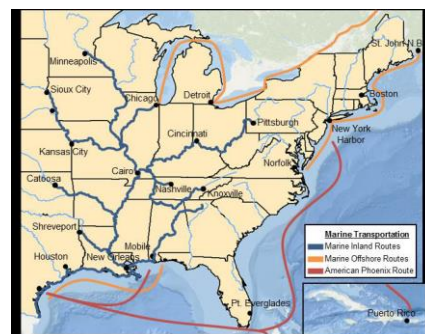 Minneapolis
St. John N.B.
Sioux City
Boston
Chicago
Detroit
New York
Harbor
Pittsburgh
Cincinnati
Kansas City
Norfolk
Cairo
Catoosa
Nashville
Knoxville
Shreveport
Mobile
Houston
New Orleans
Marine Transportation
Marine Inland Routes
Marine Offshore Routes
American Phoenix Route
Pt. Everglades
Puerto Rico